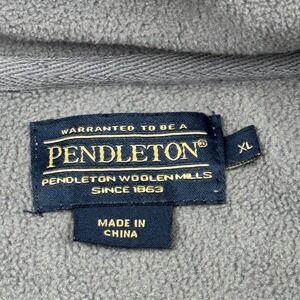 WARRANTED TO BE A
PENDLETON®
PENDLETON WOOLEN MILLS
SINCE 1863
XL
MADE IN
CHINA